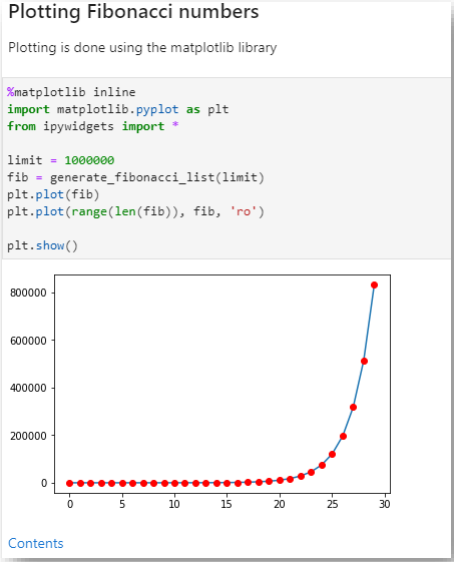 Plotting Fibonacci numbers
Plotting is done using the matplotlib library
%matplotlib inline
import matplotlib.pyplot as plt
from ipywidgets import *
limit = 1000000
fib = generate_fibonacci_list(limit)
plt.plot(fib)
plt.plot(range(len(fib)), fib, 'ro')
plt.show()
800000
600000
400000
200000
0
0 5 10 15 20 25 30
Contents